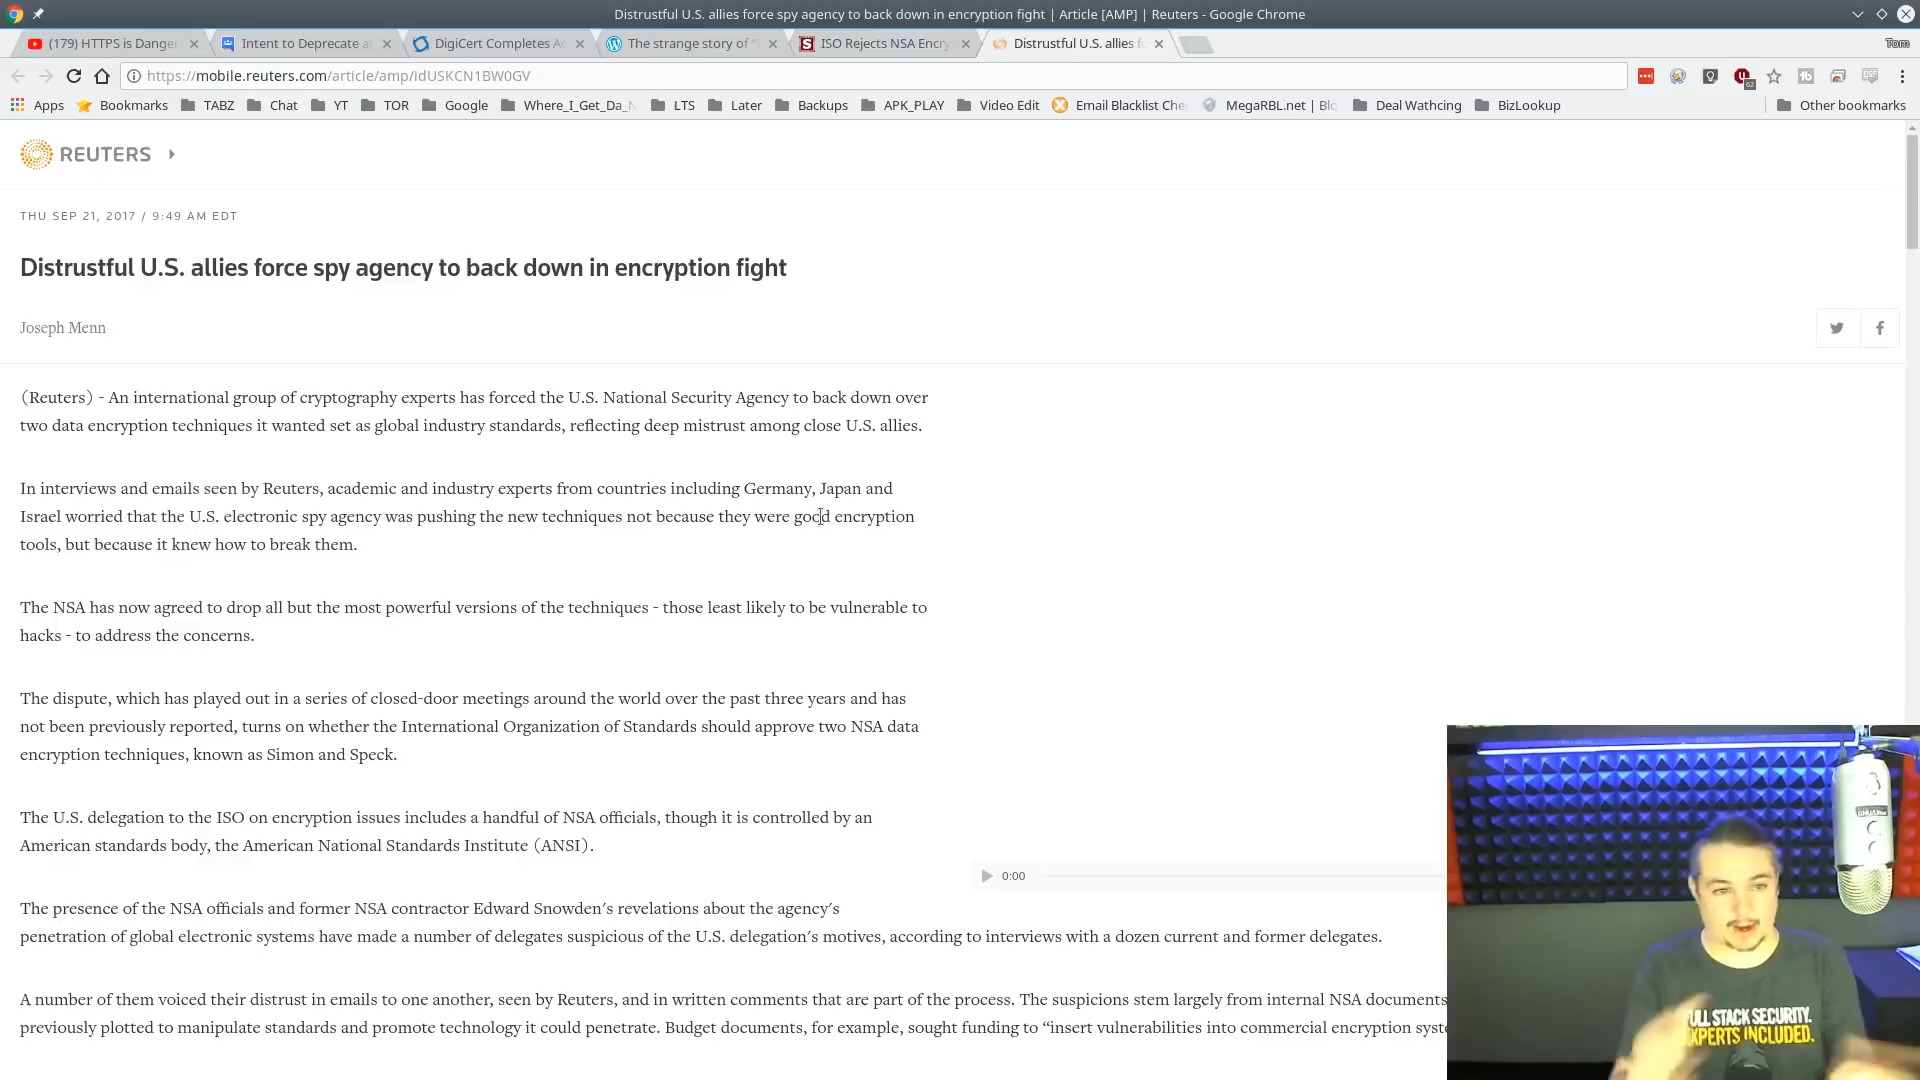 Distrustful U.S. allies force spy agency to back down in encryption fight | Article [AMP] | Reuters - Google Chrome
(179) HTTPS is Dange
Intent to Deprecate a
DigiCert Completes Ac
The strange story of
ISO Rejects NSA Encry
Distrustful U.S. allies fo
Tom
https://mobile.reuters.com/article/amp/idUSKCN1BW0GV
Apps
Bookmarks
TABZ
Chat
YT
TOR
Google
Where_I_Get_Da_N
LTS
Later
Backups
APK_PLAY
Video Edit
Email Blacklist Che
MegaRBL.net | Blo
Deal Wathcing
BizLookup
Other bookmarks
REUTERS
THU SEP 21, 2017 / 9:49 AM EDT
Distrustful U.S. allies force spy agency to back down in encryption fight
Joseph Menn
(Reuters) - An international group of cryptography experts has forced the U.S. National Security Agency to back down over
two data encryption techniques it wanted set as global industry standards, reflecting deep mistrust among close U.S. allies.
In interviews and emails seen by Reuters, academic and industry experts from countries including Germany, Japan and
Israel worried that the U.S. electronic spy agency was pushing the new techniques not because they were good encryption
tools, but because it knew how to break them.
The NSA has now agreed to drop all but the most powerful versions of the techniques - those least likely to be vulnerable to
hacks - to address the concerns.
The dispute, which has played out in a series of closed-door meetings around the world over the past three years and has
not been previously reported, turns on whether the International Organization of Standards should approve two NSA data
encryption techniques, known as Simon and Speck.
The U.S. delegation to the ISO on encryption issues includes a handful of NSA officials, though it is controlled by an
American standards body, the American National Standards Institute (ANSI).
0:00
The presence of the NSA officials and former NSA contractor Edward Snowden's revelations about the agency's
penetration of global electronic systems have made a number of delegates suspicious of the U.S. delegation's motives, according to interviews with a dozen current and former delegates.
A number of them voiced their distrust in emails to one another, seen by Reuters, and in written comments that are part of the process. The suspicions stem largely from internal NSA documents
previously plotted to manipulate standards and promote technology it could penetrate. Budget documents, for example, sought funding to “insert vulnerabilities into commercial encryption syste
ULL STACK SECURITY.
XPERTS INCLUDED.